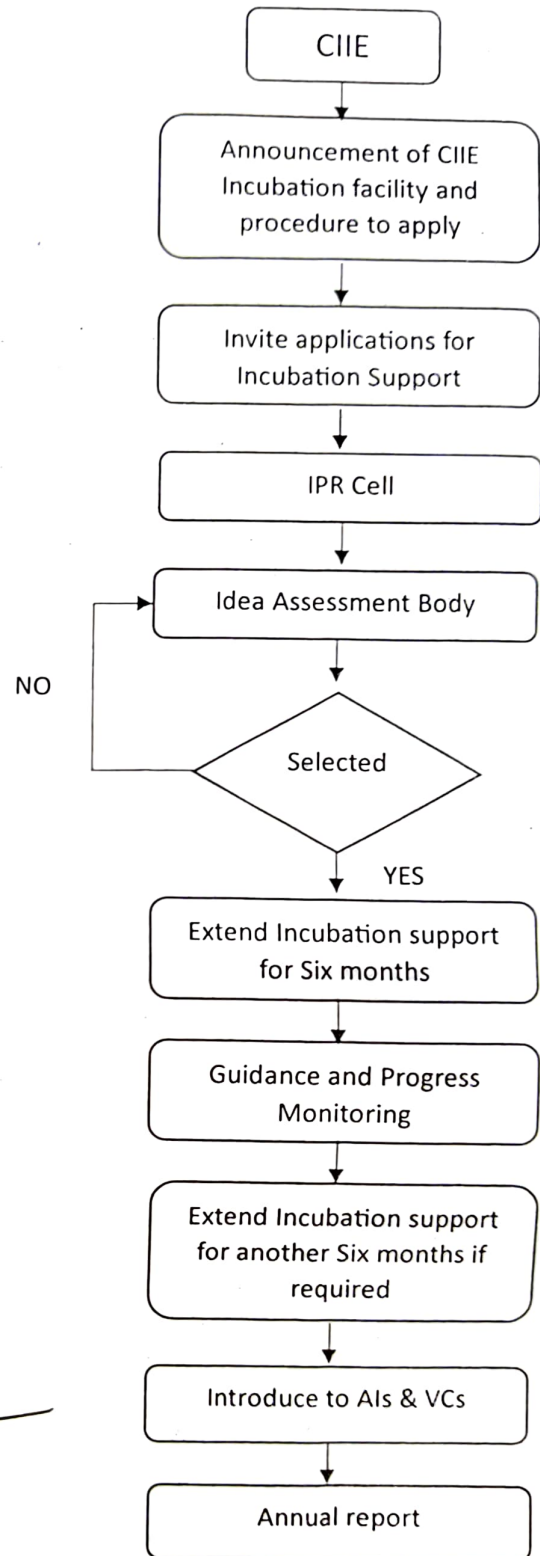 CIIE
Announcement of CIIE
Incubation facility and
procedure to apply
Invite applications for
Incubation Support
IPR Cell
Idea Assessment Body
NO
Selected
YES
Extend Incubation support
for Six months
Guidance and Progress
Monitoring
Extend Incubation support
for another Six months if
required
Introduce to AIs & VCs
Annual report